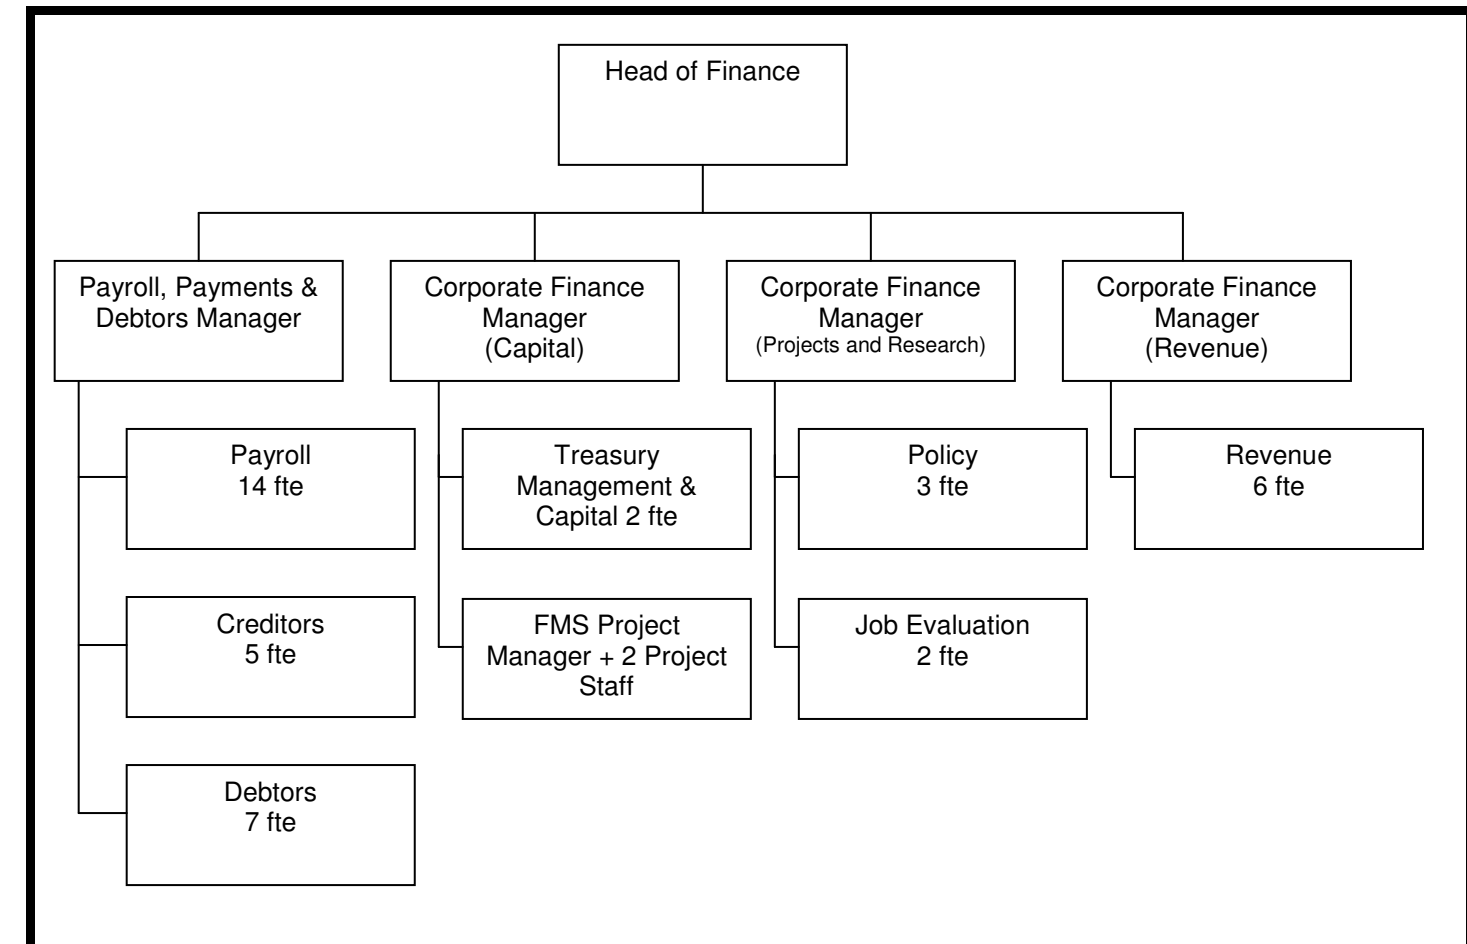 Head of Finance
Payroll, Payments &
Debtors Manager
Corporate Finance
Manager
(Capital)
Corporate Finance
Manager
(Projects and Research)
Corporate Finance
Manager
(Revenue)
Payroll
14 fte
Treasury
Management &
Capital 2 fte
Policy
3 fte
Revenue
6 fte
Creditors
5 fte
FMS Project
Manager + 2 Project
Staff
Job Evaluation
2 fte
Debtors
7 fte